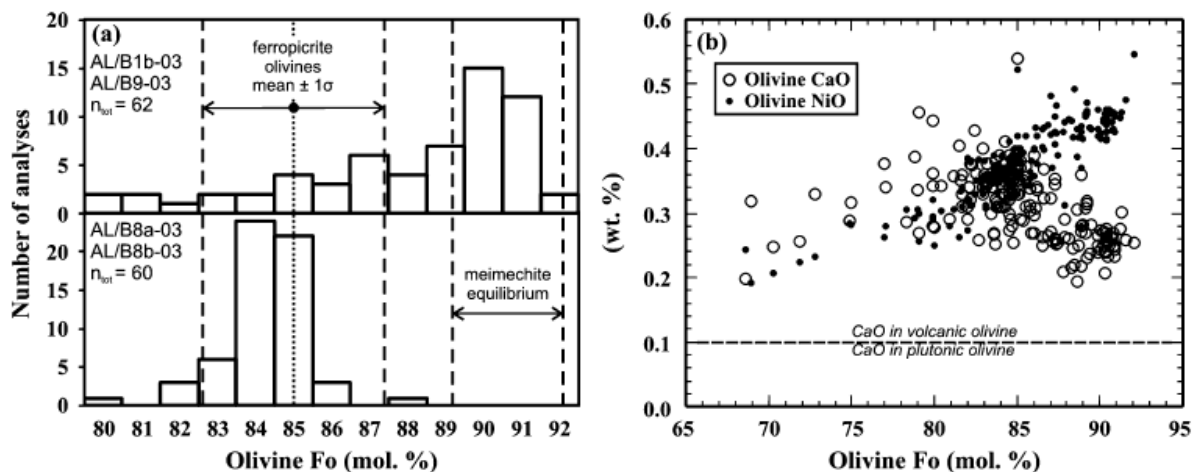 (a)
AL/B1b-03
AL/B9-03
ntot = 62
ferropicrite
olivines
mean ± 1σ
20
15
10
5
0
AL/B8a-03
AL/B8b-03
ntot = 60
meimechite
equilibrium
20
15
10
5
0
Number of analyses
80 81 82 83 84 85 86 87 88 89 90 91 92
Olivine Fo (mol. %)
(b)
Olivine CaO
Olivine NiO
0.6
0.5
0.4
0.3
0.2
0.1
0.0
(wt. %)
CaO in volcanic olivine
CaO in plutonic olivine
65 70 75 80 85 90 95
Olivine Fo (mol. %)